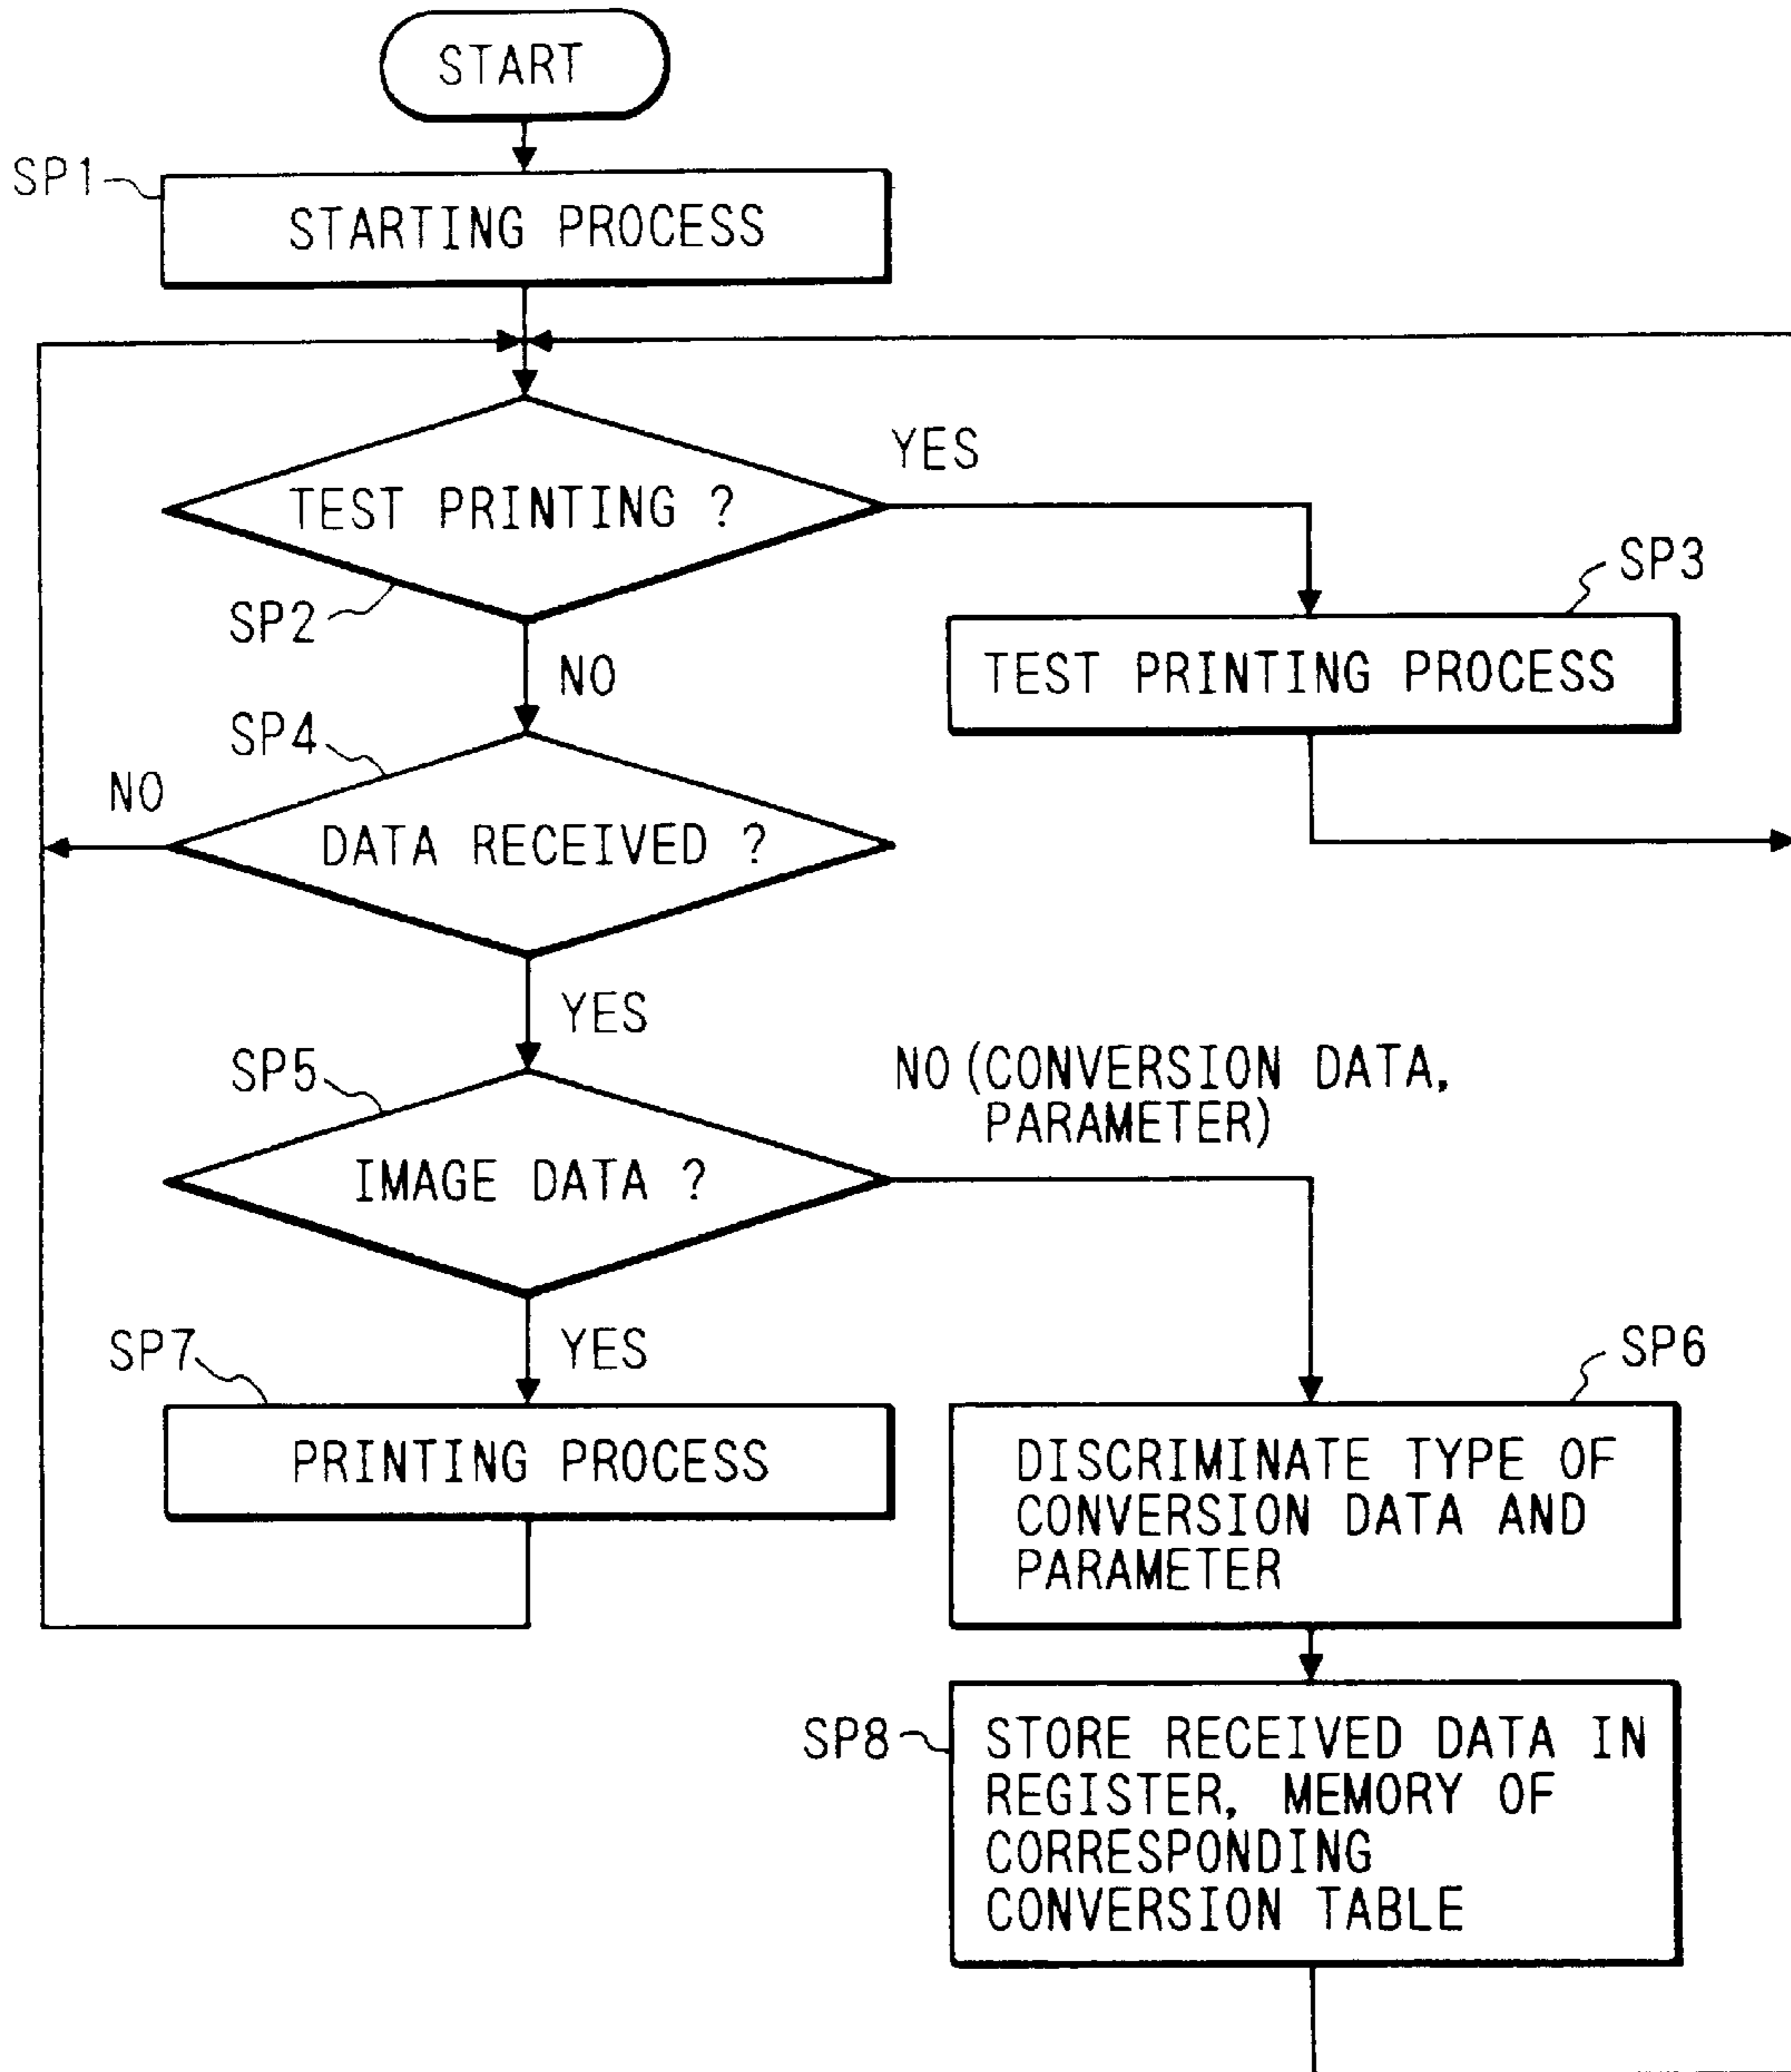 START
SP1
STARTING PROCESS
TEST PRINTING ?
YES
SP2
NO
SP3
TEST PRINTING PROCESS
SP4
NO
DATA RECEIVED ?
YES
SP5
NO (CONVERSION DATA,
PARAMETER)
IMAGE DATA ?
YES
SP7
PRINTING PROCESS
SP6
DISCRIMINATE TYPE OF
CONVERSION DATA AND
PARAMETER
SP8
STORE RECEIVED DATA IN
REGISTER, MEMORY OF
CORRESPONDING
CONVERSION TABLE